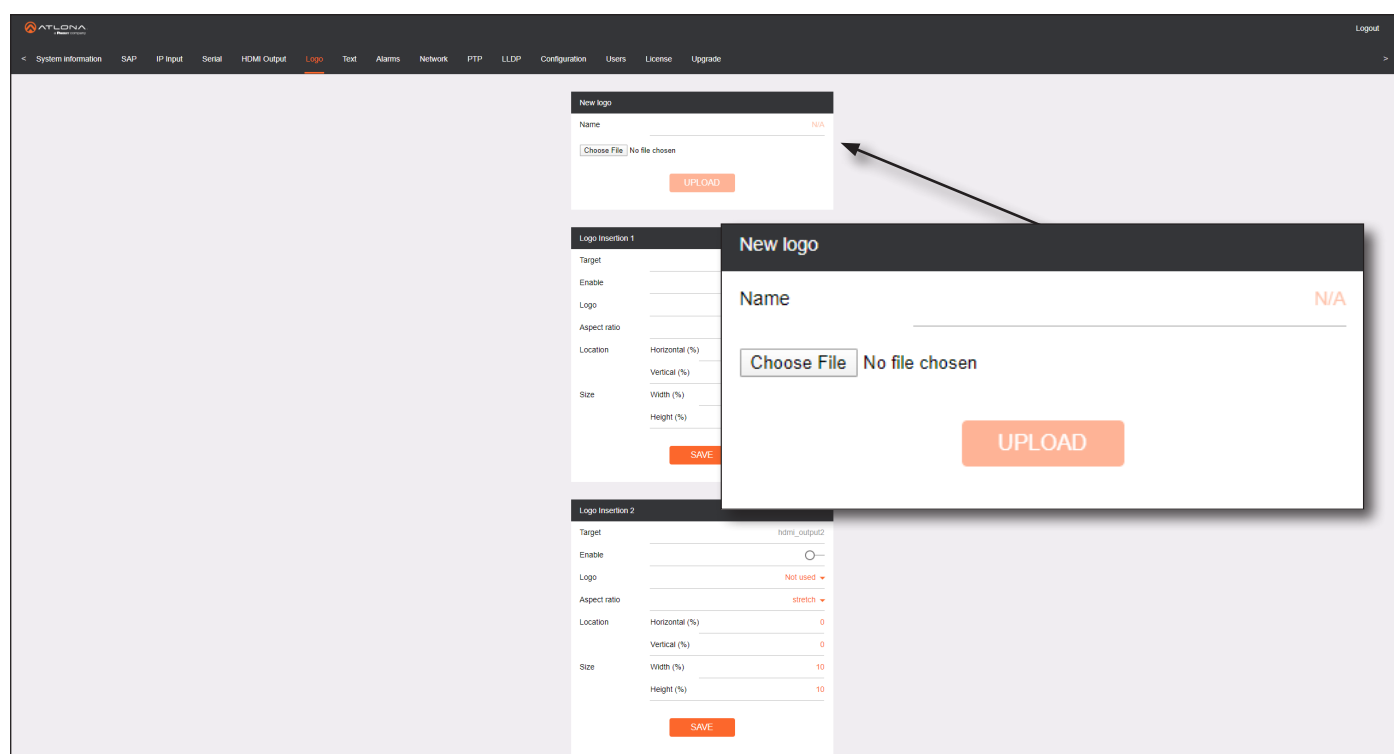 ATLONA
Logout
< System information SAP IP Input Serial HDMI Output Logo Text Alarms Network PTP LLDP Configuration Users License Upgrade >
New logo
Name N/A
Choose File No file chosen
UPLOAD
Logo Insertion 1
Target
Enable
Logo
Aspect ratio
Location Horizontal (%)
Vertical (%)
Size Width (%)
Height (%)
SAVE
New logo
Name N/A
Choose File No file chosen
UPLOAD
Logo Insertion 2
Target hdmi_output2
Enable
Logo Not used
Aspect ratio stretch
Location Horizontal (%) 0
Vertical (%) 0
Size Width (%) 10
Height (%) 10
SAVE